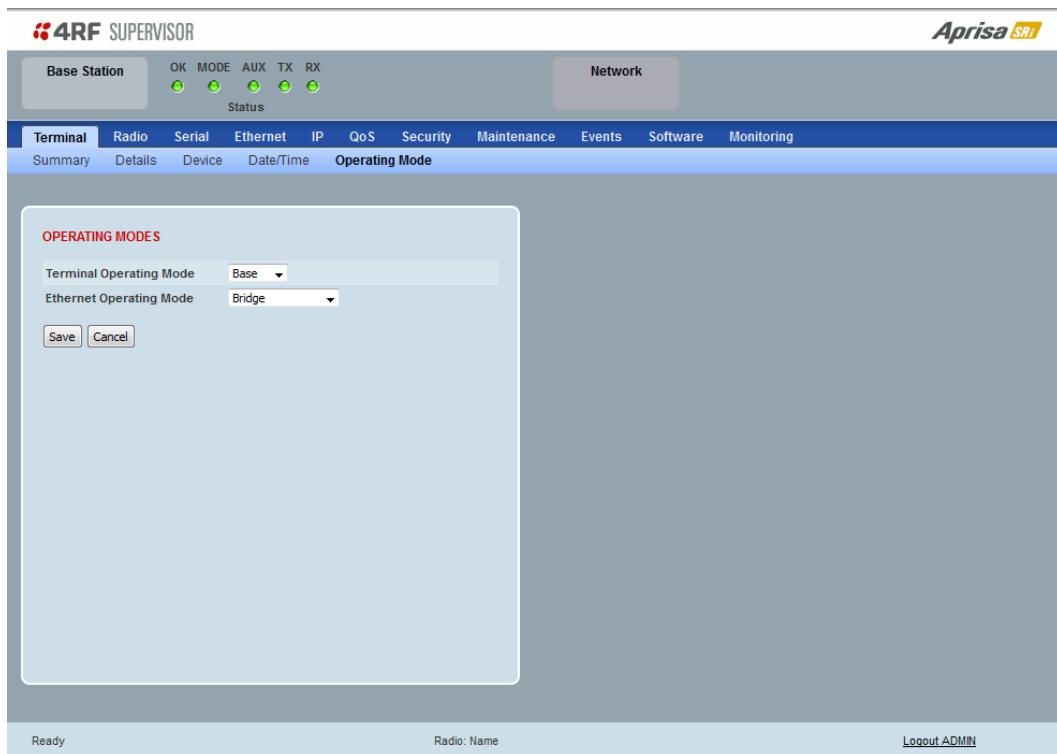 4RF SUPERVISOR
Aprisa SRi
Base Station
OK MODE AUX TX RX
Status
Network
Terminal Radio Serial Ethernet IP QoS Security Maintenance Events Software Monitoring
Summary Details Device Date/Time Operating Mode
OPERATING MODES
Terminal Operating Mode Base
Ethernet Operating Mode Bridge
Save Cancel
Ready Radio: Name Logout ADMIN